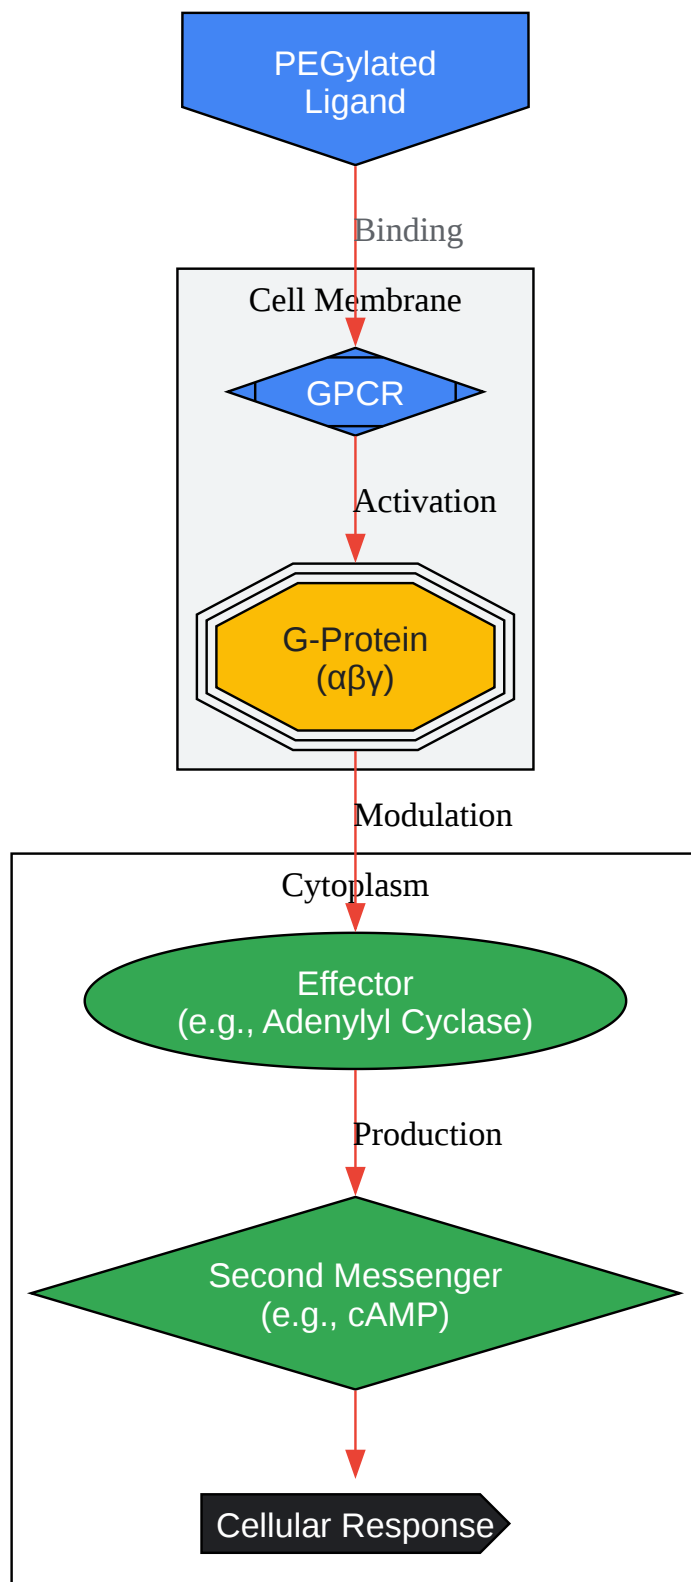 PEGylated
Ligand
Binding
Cell Membrane
GPCR
Activation
G-Protein
(αβγ)
Modulation
Cytoplasm
Effector
(e.g., Adenylyl Cyclase)
Production
Second Messenger
(e.g., cAMP)
Cellular Response